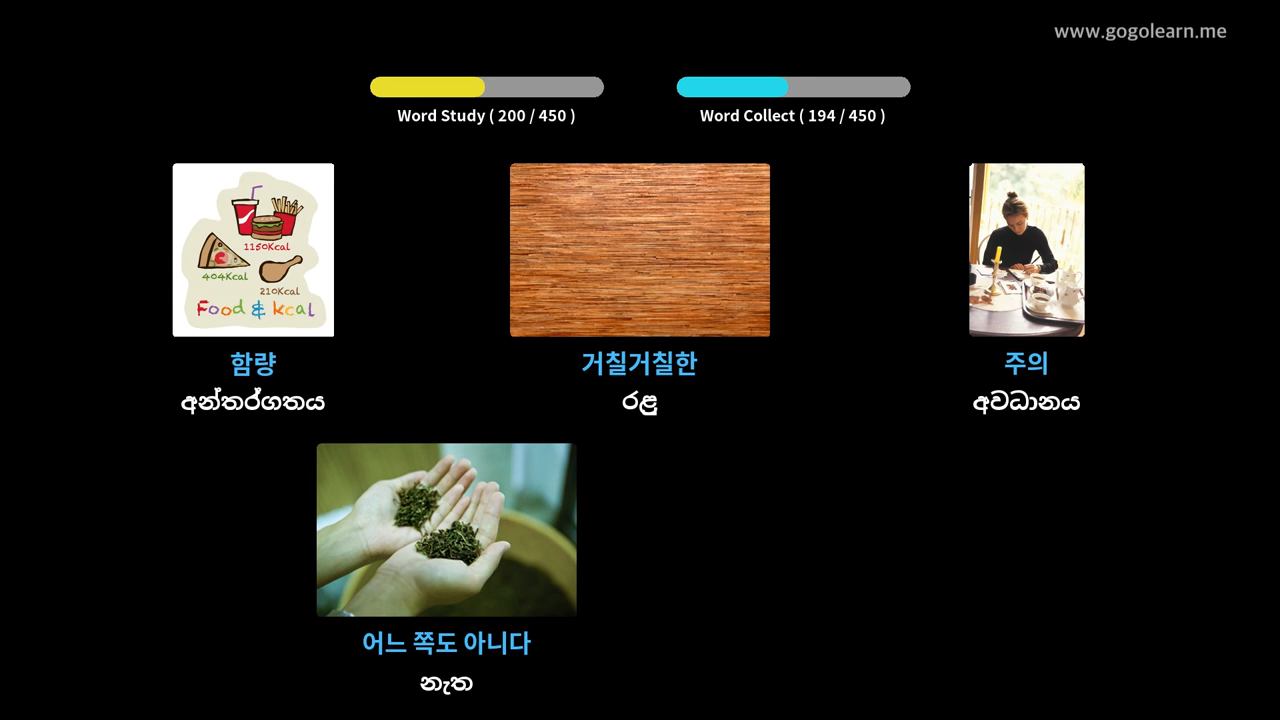 www.gogolearn.me
Word Study ( 200 / 450 )
Word Collect ( 194 / 450 )
1150Kcal
404Kcal
210Kcal
Food & kcal
함량
거칠거칠한
주의
අන්තර්ගතය
රළු
අවධානය
어느 쪽도 아니다
නැත